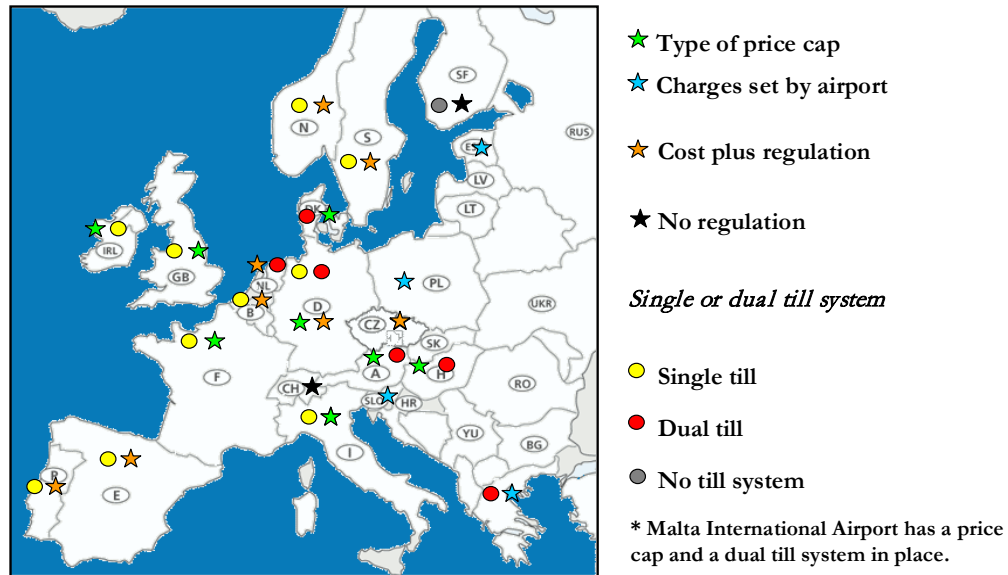 SF
N
S
RUS
ES
LV
LT
DK
IRL
GB
NL
PL
B
D
UKR
CZ
SK
F
CH
A
H
RO
SLO
HR
I
YU
BG
P
E
Type of price cap
Charges set by airport
Cost plus regulation
No regulation
Single or dual till system
Single till
Dual till
No till system
* Malta International Airport has a price
cap and a dual till system in place.